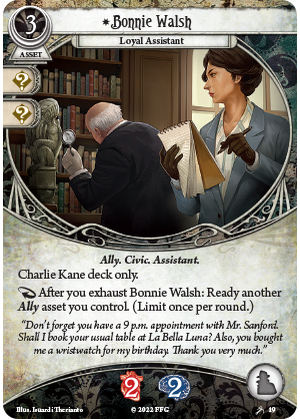 3
*Bonnie Walsh
Loyal Assistant
ASSET
?
?
Ally. Civic. Assistant.
Charlie Kane deck only.
After you exhaust Bonnie Walsh: Ready another
Ally asset you control. (Limit once per round.)
"Don't forget you have a 9 p.m. appointment with Mr. Sanford.
Shall I book your usual table at La Bella Luna? Also, you bought
me a wristwatch for my birthday. Thank you very much."
2
2
Illus. Isuardi Therianto
© 2022 FFG
19